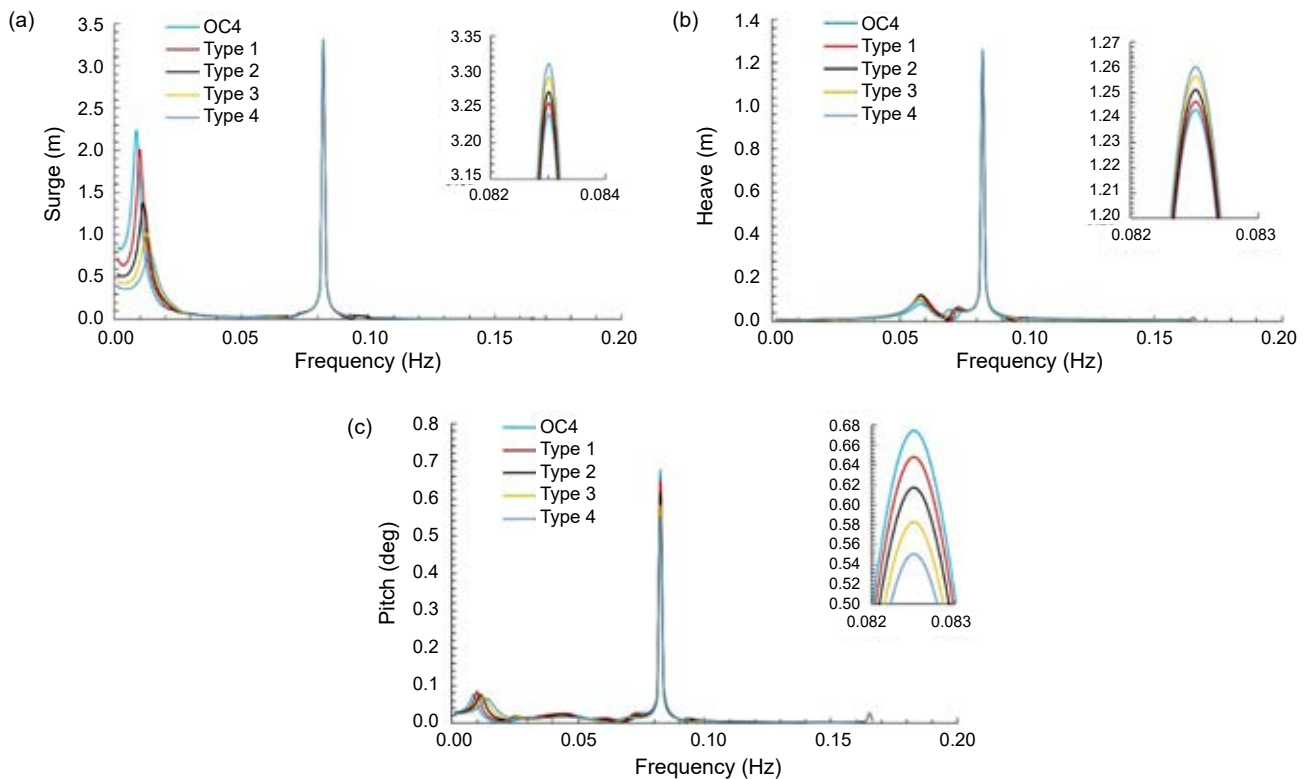 (a)
3.5
3.0
2.5
2.0
1.5
1.0
0.5
0.0
Surge (m)
OC4
Type 1
Type 2
Type 3
Type 4
3.35
3.30
3.25
3.20
3.15
0.082
0.084
0.00
0.05
0.10
0.15
0.20
Frequency (Hz)
(b)
1.4
1.2
1.0
0.8
0.6
0.4
0.2
0.0
Heave (m)
OC4
Type 1
Type 2
Type 3
Type 4
1.27
1.26
1.25
1.24
1.23
1.22
1.21
1.20
0.082
0.083
0.00
0.05
0.10
0.15
0.20
Frequency (Hz)
(c)
0.8
0.7
0.6
0.5
0.4
0.3
0.2
0.1
0.0
Pitch (deg)
OC4
Type 1
Type 2
Type 3
Type 4
0.68
0.66
0.64
0.62
0.60
0.58
0.56
0.54
0.52
0.50
0.082
0.083
0.00
0.05
0.10
0.15
0.20
Frequency (Hz)